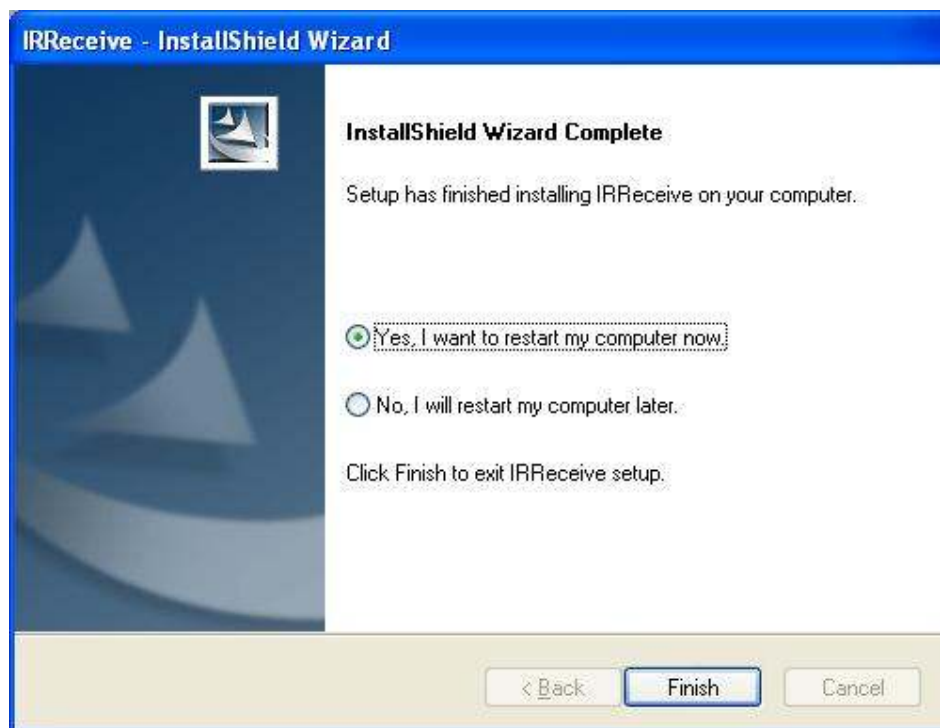 IRReceive - InstallShield Wizard
InstallShield Wizard Complete
Setup has finished installing IRReceive on your computer.
Yes, I want to restart my computer now.
No, I will restart my computer later.
Click Finish to exit IRReceive setup.
< Back
Finish
Cancel